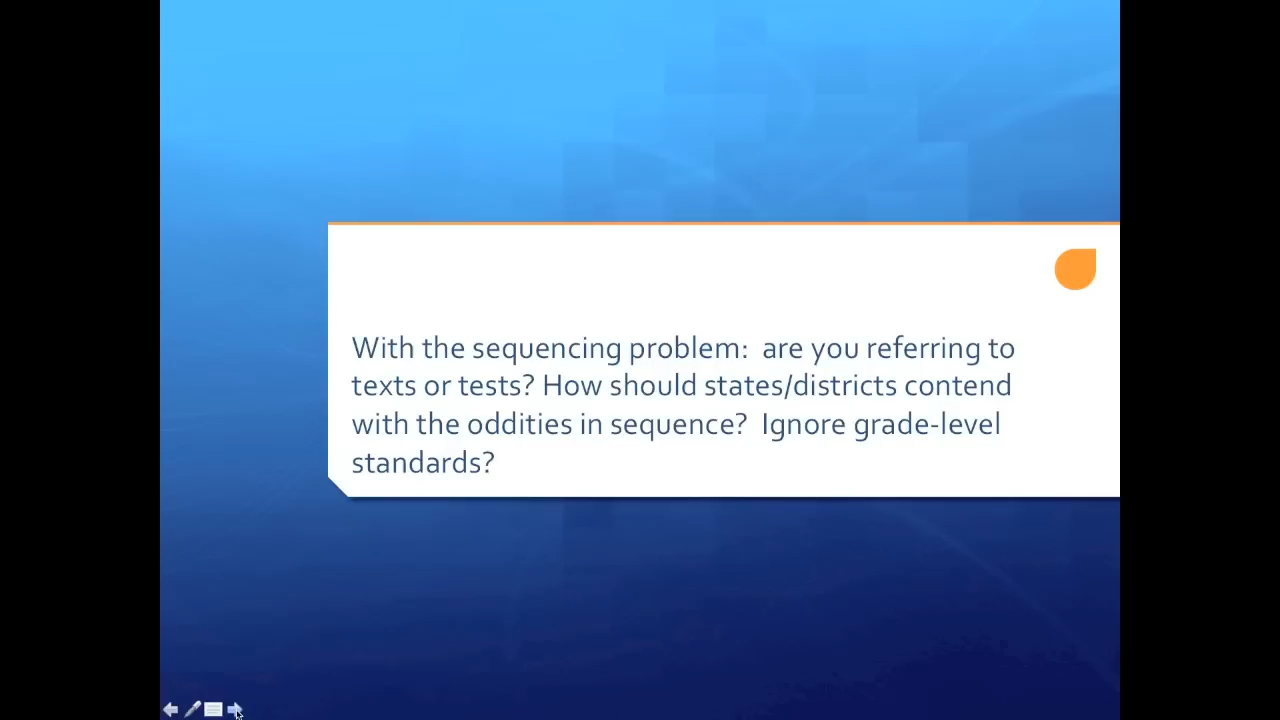 With the sequencing problem:  are you referring to
texts or tests? How should states/districts contend
with the oddities in sequence?  Ignore grade-level
standards?